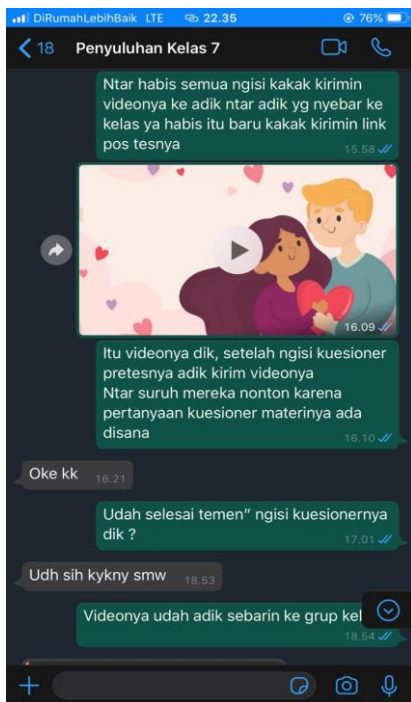 DiRumahLebihBaik LTE 22.35 76%
18 Penyuluhan Kelas 7
Ntar habis semua ngisi kakak kirimin
videonya ke adik ntar adik yg nyebar ke
kelas ya habis itu baru kakak kirimin link
pos tesnya
15.58
16.09
Itu videonya dik, setelah ngisi kuesioner
pretesnya adik kirim videonya
Ntar suruh mereka nonton karena
pertanyaan kuesioner materinya ada
disana
16.10
Oke kk 16.21
Udah selesai temen” ngisi kuesionernya
dik ?
17.01
Udh sih kykny smw 18.53
Videonya udah adik sebarin ke grup kel
18.54